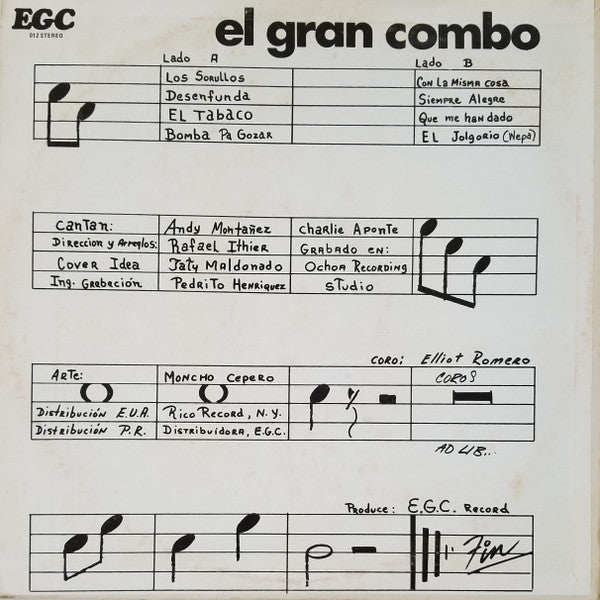 EGC
012 STEREO
el gran combo
Lado A
Los Sorullos
Desenfunda
El Tabaco
Bomba Pa Gozar
Lado B
Con La Misma Cosa
Siempre Alegre
Que me han dado
El Jolgorio (Wepa)
Cantan: Andy Montañez Charlie Aponte
Direccion y Arreglos: Rafael Ithier
Grabado en:
Cover Idea Taty Maldonado
Ochoa Recording
Ing. Grabación Pedrito Henriquez
Studio
Coro: Elliot Romero
Arte: Moncho Cepero
COROS
Distribución E.U.A. Rico Record, N.Y.
Distribución P.R. Distribuidora, E.G.C.
AD LIB...
Produce: E.G.C. Record
Fin